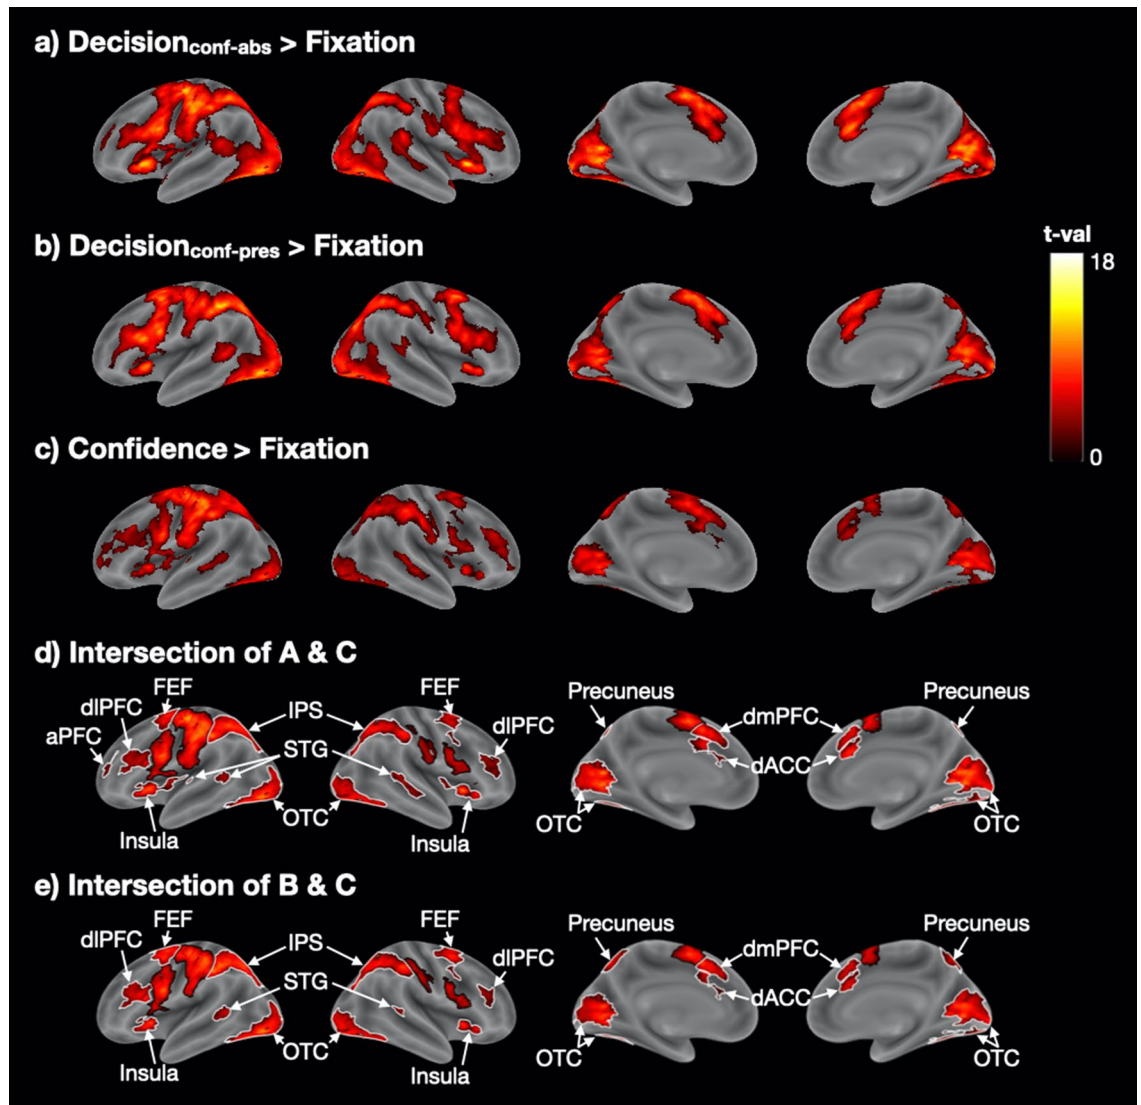 a) Decisionconf-abs > Fixation
b) Decisionconf-pres > Fixation
t-val
18
0
c) Confidence > Fixation
d) Intersection of A & C
FEF
dlPFC
aPFC
IPS
STG
OTC
Insula
FEF
dlPFC
Insula
Precuneus
dmPFC
dACC
OTC
Precuneus
OTC
e) Intersection of B & C
FEF
dlPFC
IPS
STG
OTC
Insula
FEF
dlPFC
Insula
Precuneus
dmPFC
dACC
OTC
Precuneus
OTC